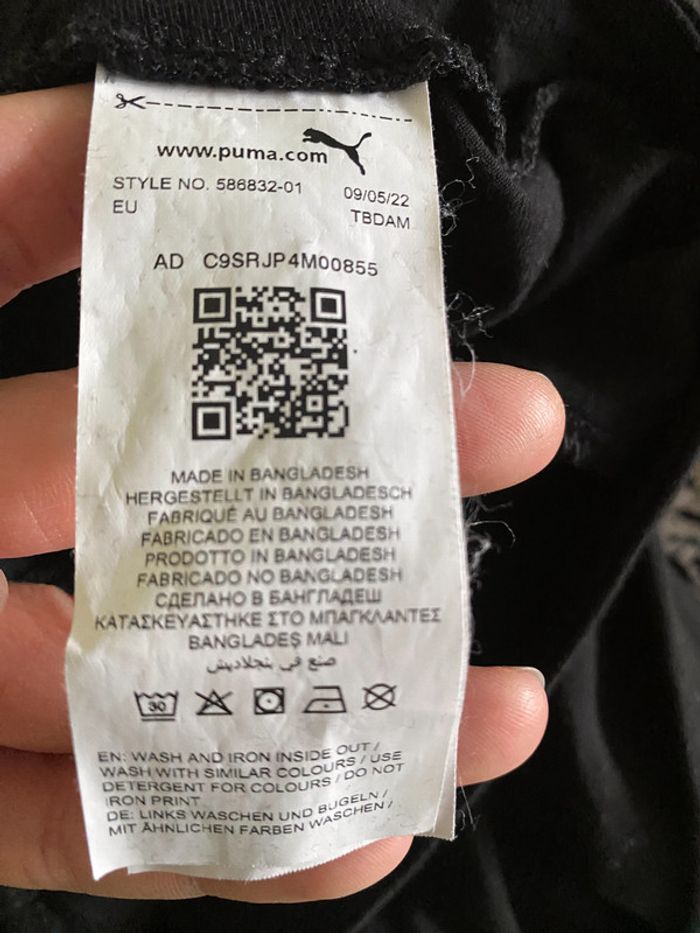 www.puma.com
STYLE NO. 586832-01 09/05/22
EU TBDAM
AD C9SRJP4M00855
MADE IN BANGLADESH
HERGESTELLT IN BANGLADESCH
FABRIQUÉ AU BANGLADESH
FABRICADO EN BANGLADESH
PRODOTTO IN BANGLADESH
FABRICADO NO BANGLADESH
СДЕЛАНО В БАНГЛАДЕШ
ΚΑΤΑΣΚΕΥΑΣΤΗΚΕ ΣΤΟ ΜΠΑΓΚΛΑΝΤΕΣ
BANGLADEŞ MALI
صنع في بنجلاديش
30
EN: WASH AND IRON INSIDE OUT /
WASH WITH SIMILAR COLOURS / USE
DETERGENT FOR COLOURS / DO NOT
IRON PRINT
DE: LINKS WASCHEN UND BÜGELN /
MIT ÄHNLICHEN FARBEN WASCHEN /